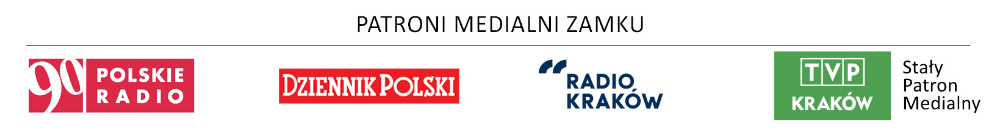 PATRONI MEDIALNI ZAMKU
90 POLSKIE
RADIO
DZIENNIK POLSKI
RADIO
KRAKÓW
TVP
KRAKÓW
Stały
Patron
Medialny